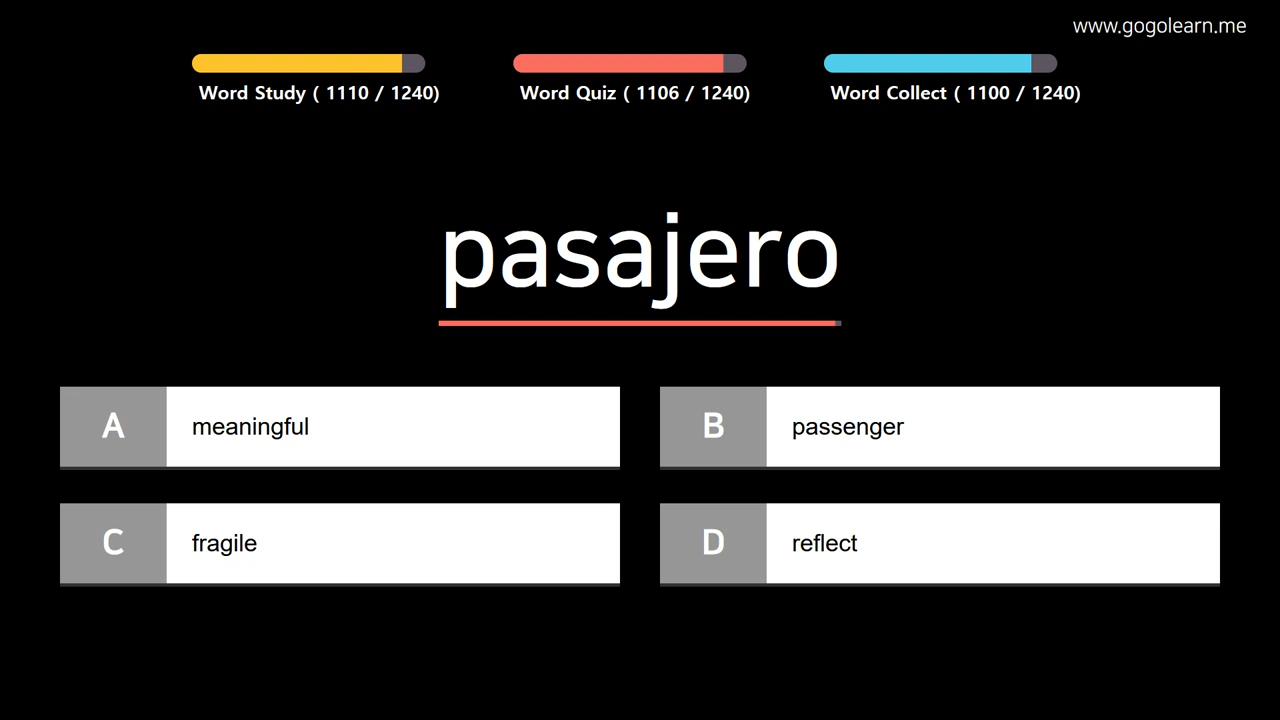 www.gogolearn.me
Word Study ( 1110 / 1240)
Word Quiz ( 1106 / 1240)
Word Collect ( 1100 / 1240)
pasajero
A meaningful
B passenger
C fragile
D reflect